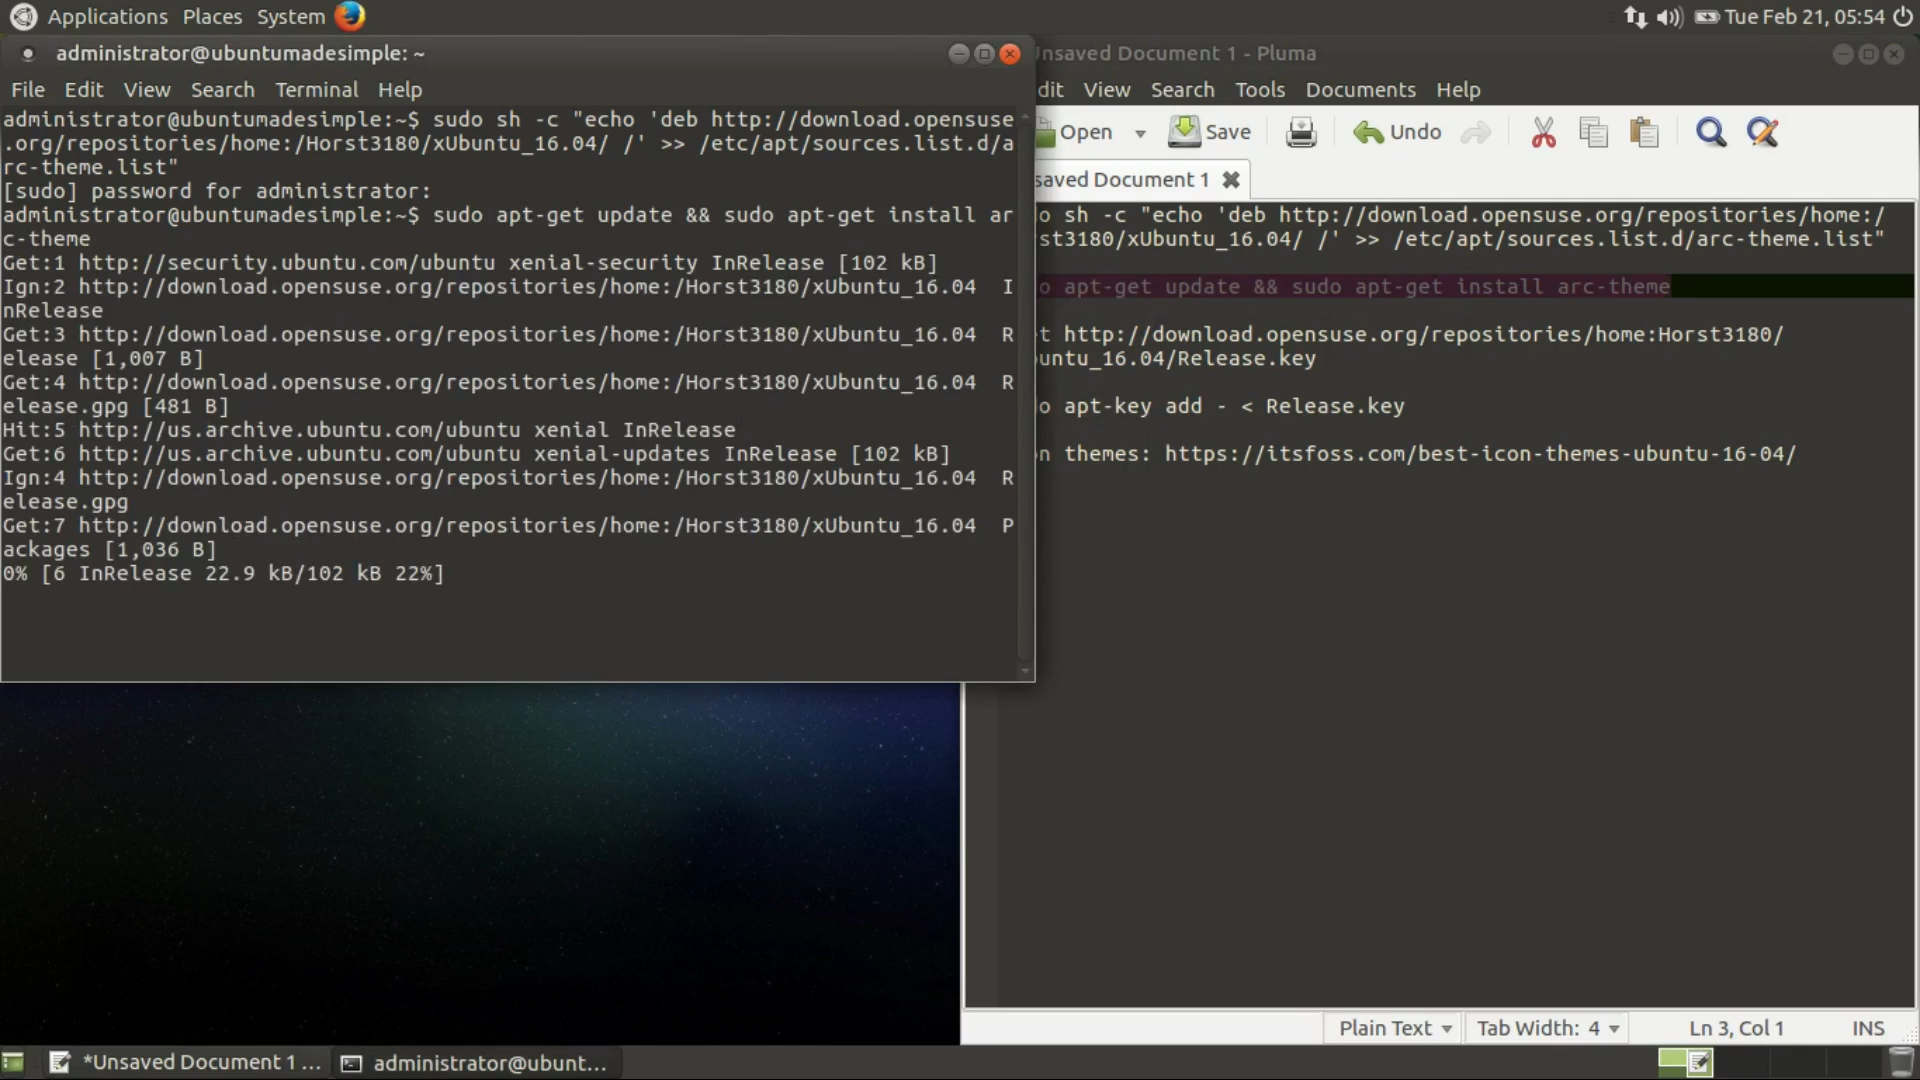 Applications Places System
Tue Feb 21, 05:54
administrator@ubuntumadesimple: ~
File Edit View Search Terminal Help
administrator@ubuntumadesimple:~$ sudo sh -c "echo 'deb http://download.opensuse
.org/repositories/home:/Horst3180/xUbuntu_16.04/ /' >> /etc/apt/sources.list.d/a
rc-theme.list"
[sudo] password for administrator:
administrator@ubuntumadesimple:~$ sudo apt-get update && sudo apt-get install ar
c-theme
Get:1 http://security.ubuntu.com/ubuntu xenial-security InRelease [102 kB]
Ign:2 http://download.opensuse.org/repositories/home:/Horst3180/xUbuntu_16.04  I
nRelease
Get:3 http://download.opensuse.org/repositories/home:/Horst3180/xUbuntu_16.04  R
elease [1,007 B]
Get:4 http://download.opensuse.org/repositories/home:/Horst3180/xUbuntu_16.04  R
elease.gpg [481 B]
Hit:5 http://us.archive.ubuntu.com/ubuntu xenial InRelease
Get:6 http://us.archive.ubuntu.com/ubuntu xenial-updates InRelease [102 kB]
Ign:4 http://download.opensuse.org/repositories/home:/Horst3180/xUbuntu_16.04  R
elease.gpg
Get:7 http://download.opensuse.org/repositories/home:/Horst3180/xUbuntu_16.04  P
ackages [1,036 B]
0% [6 InRelease 22.9 kB/102 kB 22%]
nsaved Document 1 - Pluma
dit View Search Tools Documents Help
Open Save Undo
saved Document 1
do sh -c "echo 'deb http://download.opensuse.org/repositories/home:/
st3180/xUbuntu_16.04/ /' >> /etc/apt/sources.list.d/arc-theme.list"
o apt-get update && sudo apt-get install arc-theme
t http://download.opensuse.org/repositories/home:Horst3180/
untu_16.04/Release.key
o apt-key add - < Release.key
n themes: https://itsfoss.com/best-icon-themes-ubuntu-16-04/
Plain Text Tab Width: 4 Ln 3, Col 1 INS
*Unsaved Document 1 ... administrator@ubunt...